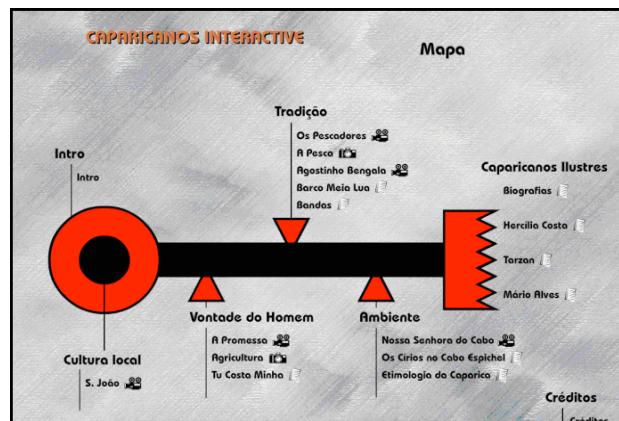 CAPARICANOS INTERACTIVE
Mapa
Tradição
Os Pescadores
A Pesca
Agostinho Bengala
Barco Meia Lua
Bandas
Intro
Intro
Caparicanos Ilustres
Biografias
Hercília Costa
Tarzan
Mário Alves
Cultura local
S. João
Vontade do Homem
A Promessa
Agricultura
Tu Costa Minha
Ambiente
Nossa Senhora do Cabo
Os Círios no Cabo Espichel
Etimologia da Caparica
Créditos
Créditos